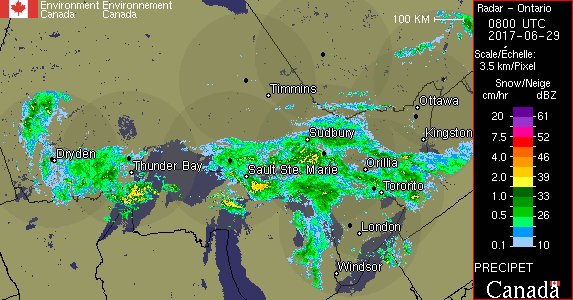 Environment Environnement
Canada Canada
100 KM
Timmins
Ottawa
Sudbury
Kingston
Dryden
Thunder Bay
Sault Ste. Marie
Orillia
Toronto
London
Windsor
Radar - Ontario
0800 UTC
2017-06-29
Scale/Échelle:
3.5 km/Pixel
Snow/Neige
cm/hr dBZ
20 61
7.5 52
4.0 46
2.0 39
1.0 33
0.5 26
0.1 10
PRECIPET
Canada